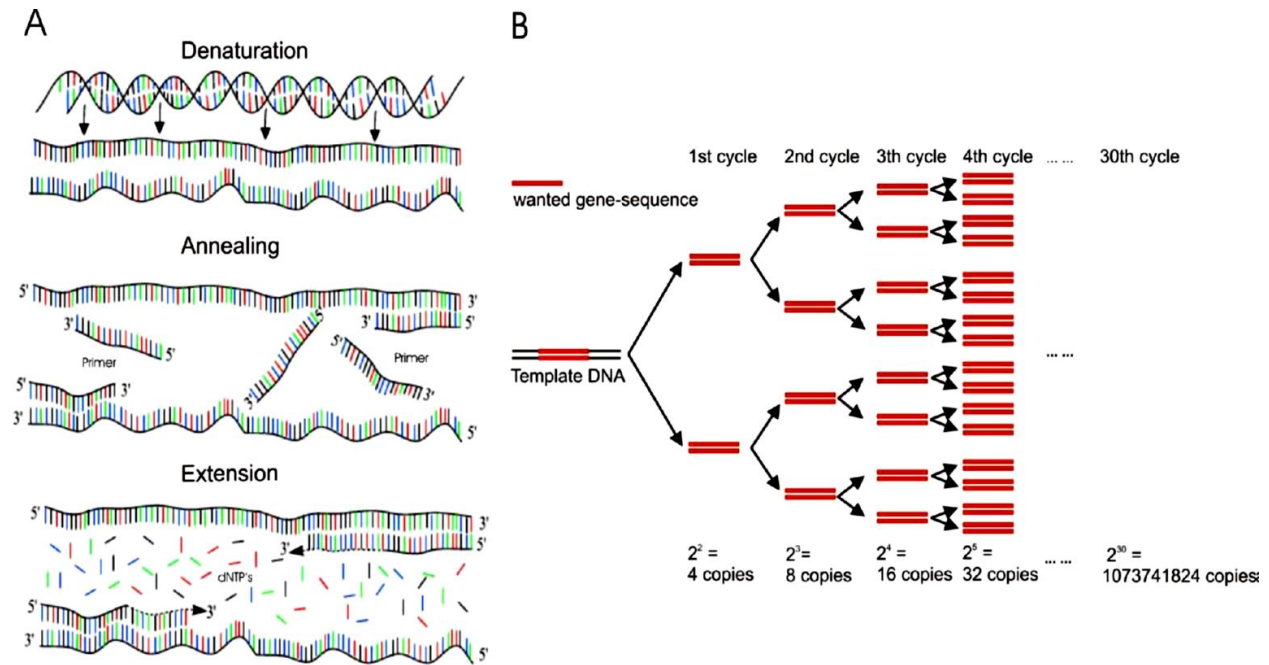 A
Denaturation
Annealing
5'
3'
3'
5'
5'
Primer
5'
5'
Primer
3'
5'
3'
3'
3'
5'
Extension
5'
3'
3'
5'
dNTP's
5'
3'
3'
5'
B
1st cycle 2nd cycle 3th cycle 4th cycle ... ... 30th cycle
wanted gene-sequence
Template DNA
... ...
2² = 2³= 2⁴ = 2⁵ = ... ... 2³⁰ =
4 copies 8 copies 16 copies 32 copies 1073741824 copies